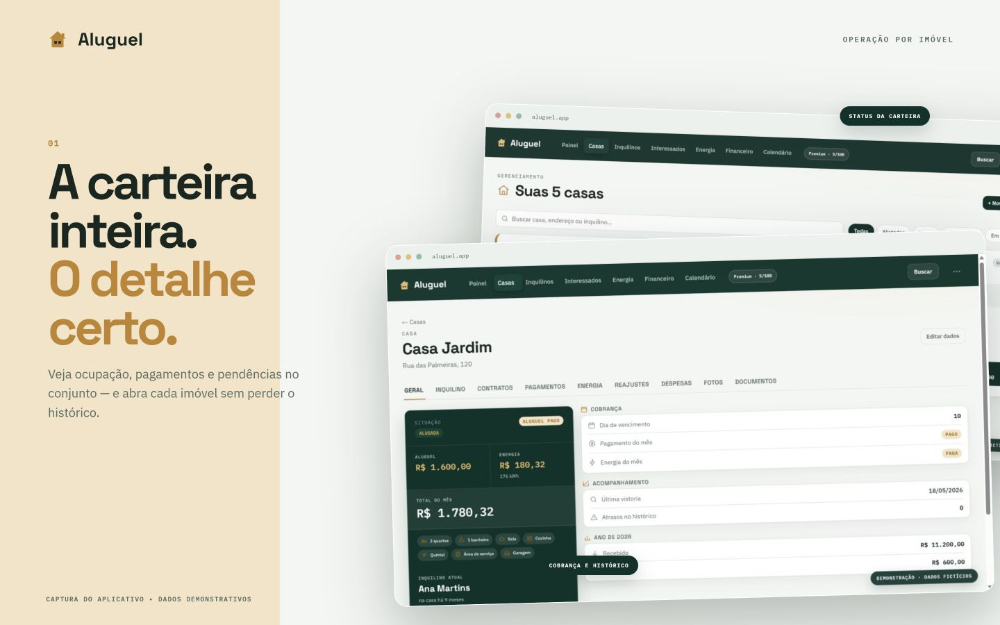 Aluguel
OPERAÇÃO POR IMÓVEL
01
A carteira
inteira.
O detalhe
certo.
Veja ocupação, pagamentos e pendências no
conjunto — e abra cada imóvel sem perder o
histórico.
CAPTURA DO APLICATIVO • DADOS DEMONSTRATIVOS
STATUS DA CARTEIRA
aluguel.app
Aluguel Painel Casas Inquilinos Interessados Energia Financeiro Calendário Premium · 5/100 Buscar
GERENCIAMENTO
Suas 5 casas
Buscar casa, endereço ou inquilino...
Todas
Em
aluguel.app
Aluguel Painel Casas Inquilinos Interessados Energia Financeiro Calendário Premium · 5/100 Buscar ···
← Casas
CASA
Casa Jardim
Rua das Palmeiras, 120
Editar dados
GERAL INQUILINO CONTRATOS PAGAMENTOS ENERGIA REAJUSTES DESPESAS FOTOS DOCUMENTOS
SITUAÇÃO
ALUGUEL PAGO
ALUGADA
ALUGUEL
R$ 1.600,00
ENERGIA
R$ 180,32
176 kWh
TOTAL DO MÊS
R$ 1.780,32
2 quartos 1 banheiro Sala Cozinha
Quintal Área de serviço Garagem
INQUILINO ATUAL
Ana Martins
na casa há 9 meses
COBRANÇA
Dia de vencimento 10
Pagamento do mês PAGO
Energia do mês PAGA
ACOMPANHAMENTO
Última vistoria 18/05/2026
Atrasos no histórico 0
ANO DE 2026
Recebido R$ 11.200,00
R$ 600,00
COBRANÇA E HISTÓRICO
DEMONSTRAÇÃO · DADOS FICTÍCIOS